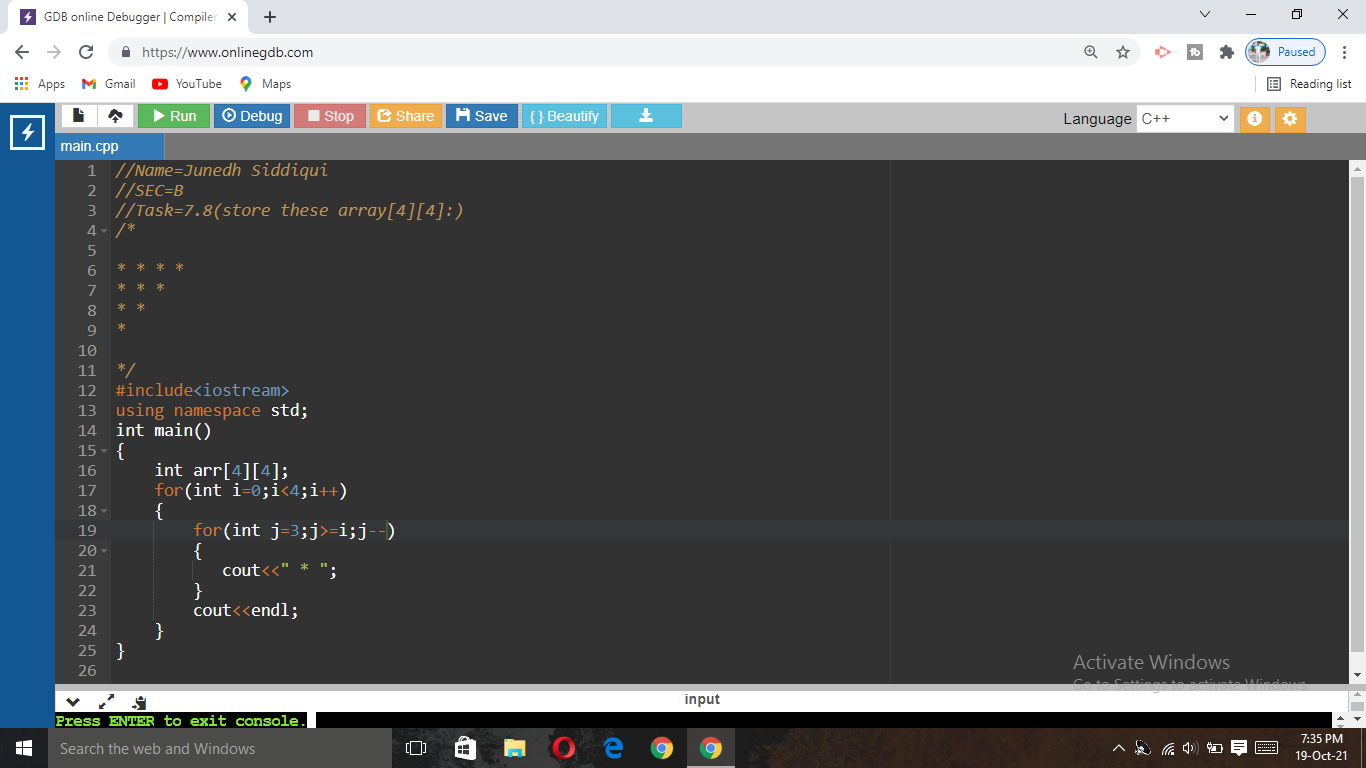 GDB online Debugger | Compiler
https://www.onlinegdb.com
Paused
Apps Gmail YouTube Maps Reading list
Run Debug Stop Share Save { } Beautify Language C++
main.cpp
1 //Name=Junedh Siddiqui
2 //SEC=B
3 //Task=7.8(store these array[4][4]:)
4 /*
5
6 * * * *
7 * * *
8 * *
9 *
10
11 */
12 #include<iostream>
13 using namespace std;
14 int main()
15 {
16 int arr[4][4];
17 for(int i=0;i<4;i++)
18 {
19 for(int j=3;j>=i;j--)
20 {
21 cout<<" * ";
22 }
23 cout<<endl;
24 }
25 }
26
Activate Windows
Go to Settings to activate Windows.
input
Press ENTER to exit console.
Search the web and Windows
7:35 PM
19-Oct-21